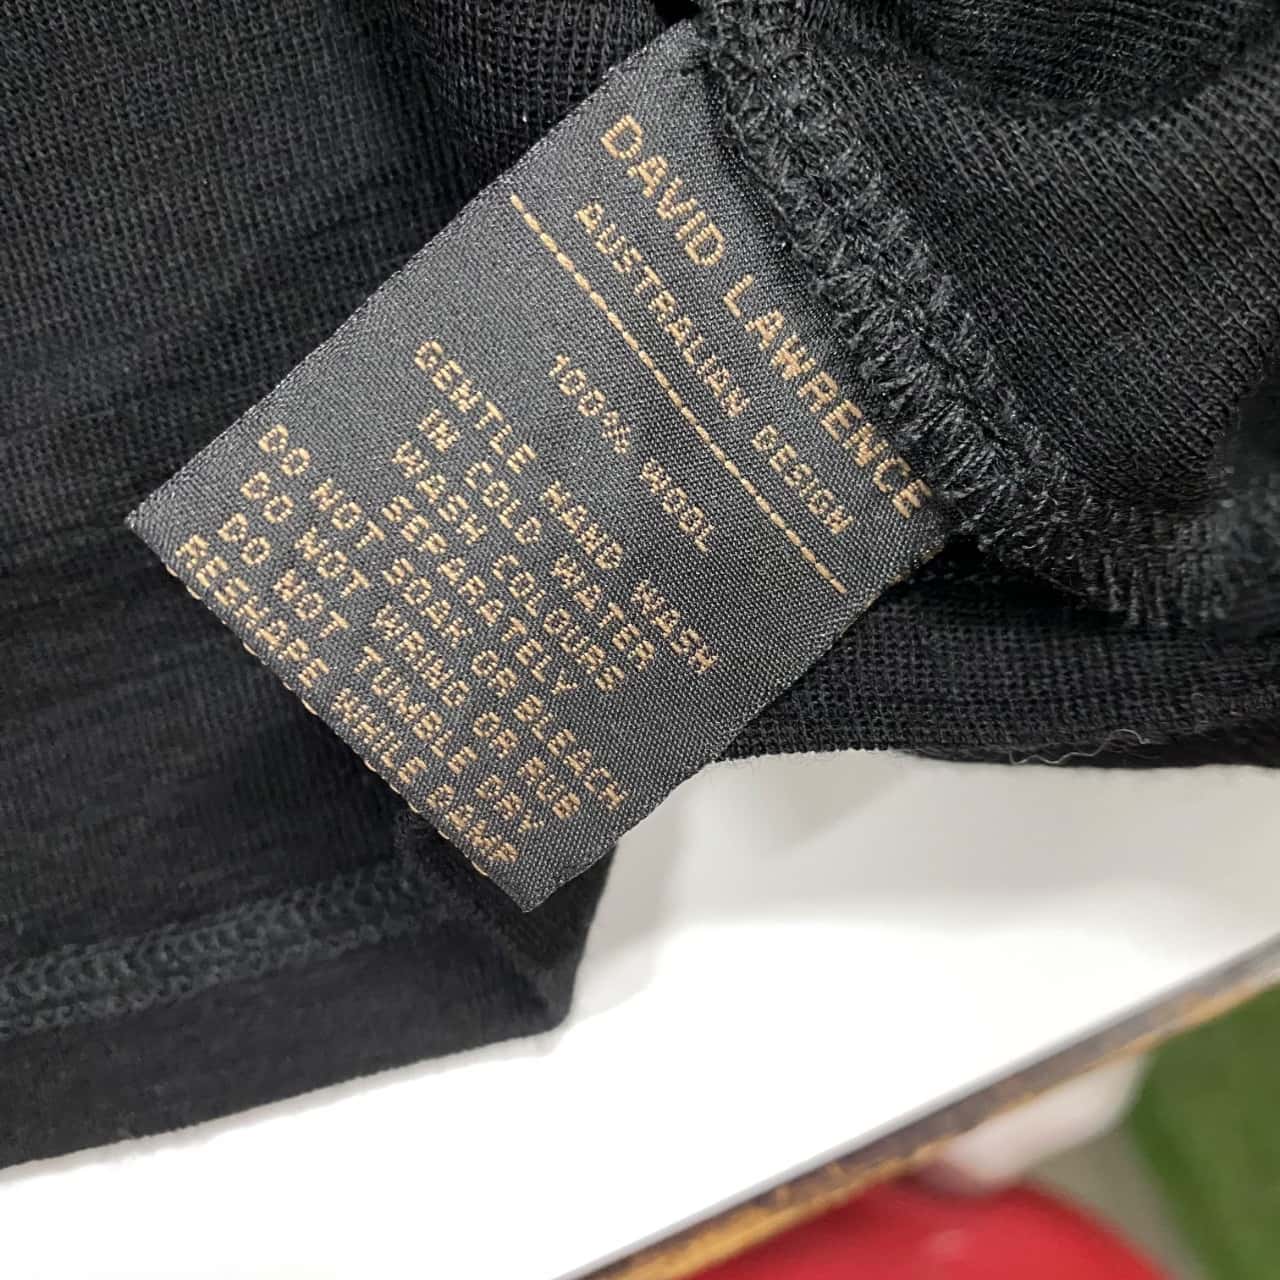 DAVID LAWRENCE
AUSTRALIAN DESIGN
100% WOOL
GENTLE HAND WASH
IN COLD WATER
WASH COLOURS
SEPARATELY
DO NOT SOAK OR BLEACH
DO NOT WRING OR RUB
DO NOT TUMBLE DRY
RESHAPE WHILE DAMP